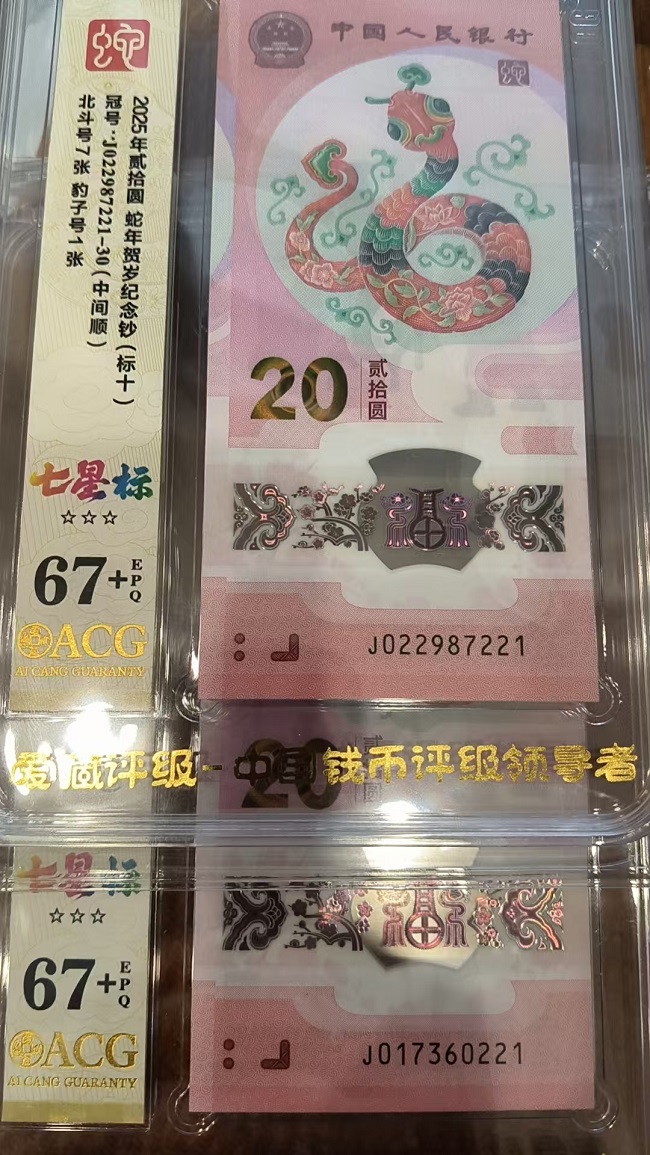 蛇
2025年贰拾圆 蛇年贺岁纪念钞(标十)
冠号:J022987221-30(中间顺)
北斗号7张 豹子号1张
七星标
☆☆☆
67+EPQ
ACG
AI CANG GUARANTY
中国人民银行
蛇
20
贰拾圆
J022987221
爱藏评级-中国钱币评级领导者
20
七星标
☆☆☆
67+EPQ
ACG
AI CANG GUARANTY
J017360221